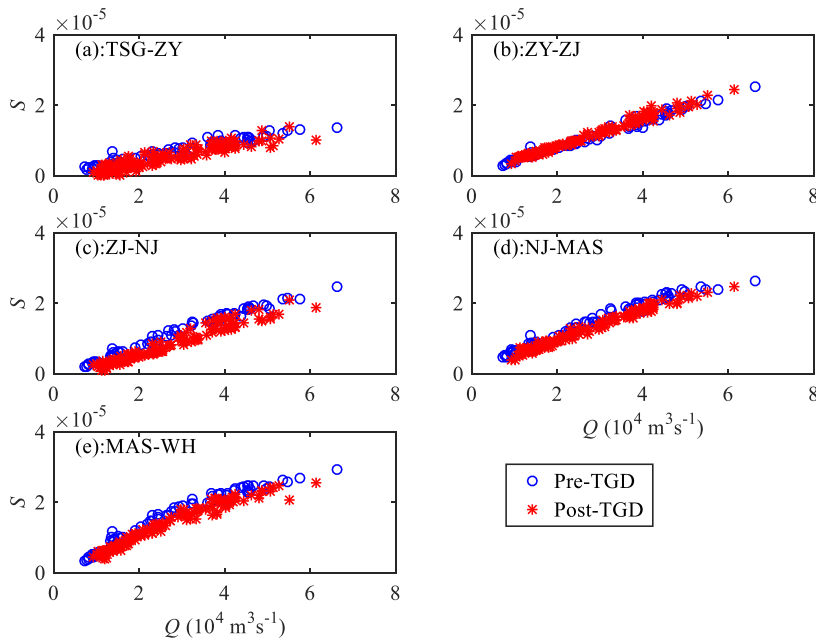 ×10⁻⁵
(a):TSG-ZY
S
4
2
0
0 2 4 6 8
×10⁻⁵
(b):ZY-ZJ
4
2
0
0 2 4 6 8
×10⁻⁵
(c):ZJ-NJ
S
4
2
0
0 2 4 6 8
×10⁻⁵
(d):NJ-MAS
4
2
0
0 2 4 6 8
Q (10⁴ m³s⁻¹)
×10⁻⁵
(e):MAS-WH
S
4
2
0
0 2 4 6 8
Q (10⁴ m³s⁻¹)
Pre-TGD
Post-TGD